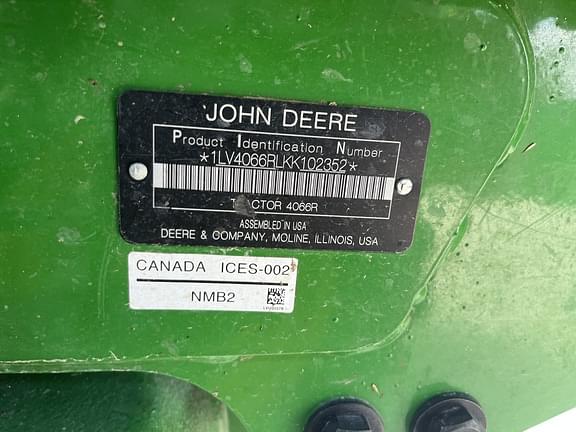 JOHN DEERE
Product Identification Number
*1LV4066RLKK102352*
TRACTOR 4066R
ASSEMBLED IN USA
DEERE & COMPANY, MOLINE, ILLINOIS, USA
CANADA ICES-002
NMB2